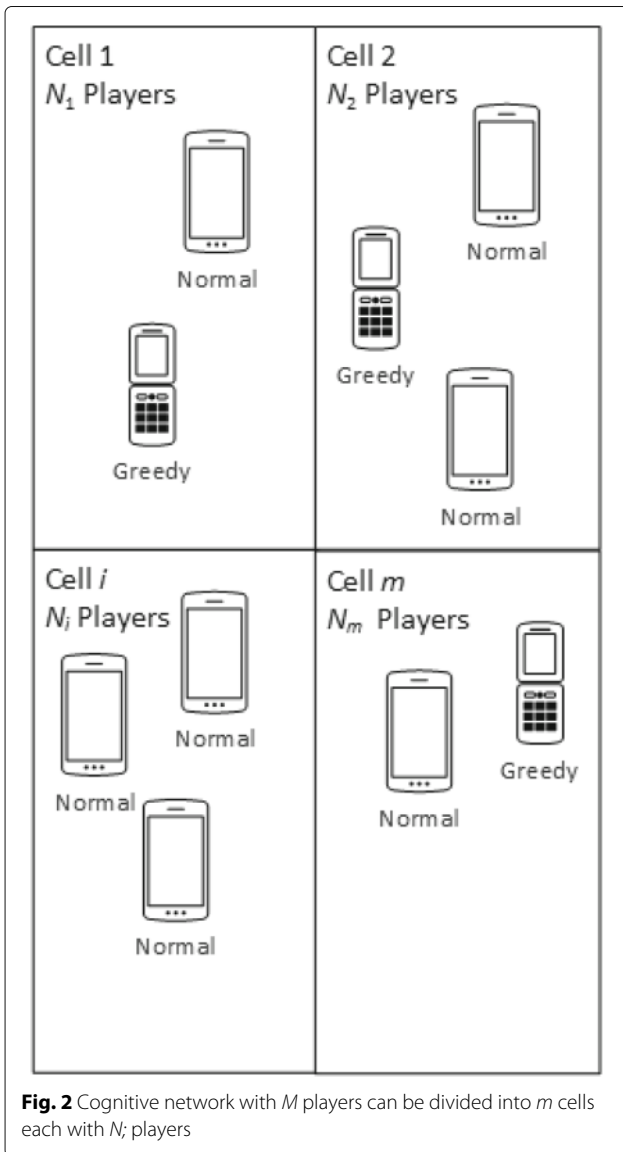 Cell 1
N₁ Players
Normal
Greedy
Cell 2
N₂ Players
Normal
Greedy
Normal
Cell i
Nᵢ Players
Normal
Normal
Normal
Cell m
Nₘ Players
Greedy
Normal
Fig. 2 Cognitive network with M players can be divided into m cells
each with N; players